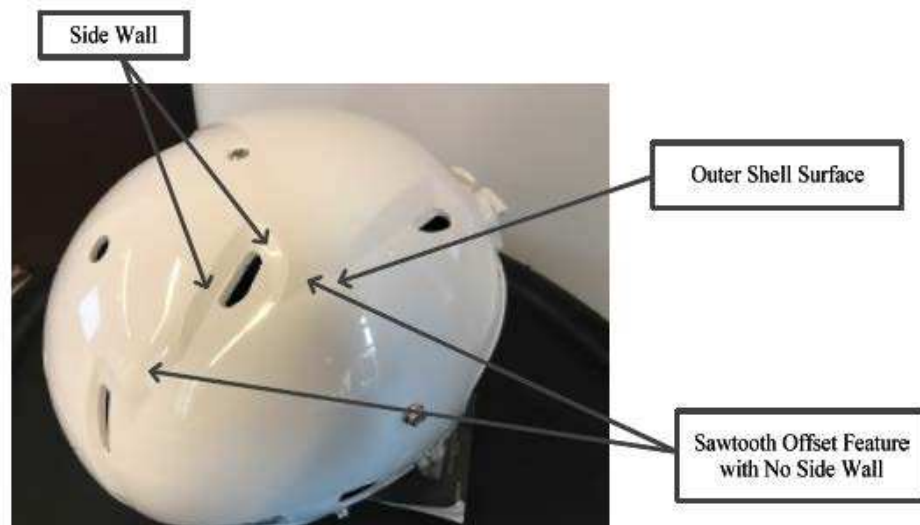 Side Wall
Outer Shell Surface
Sawtooth Offset Feature
with No Side Wall